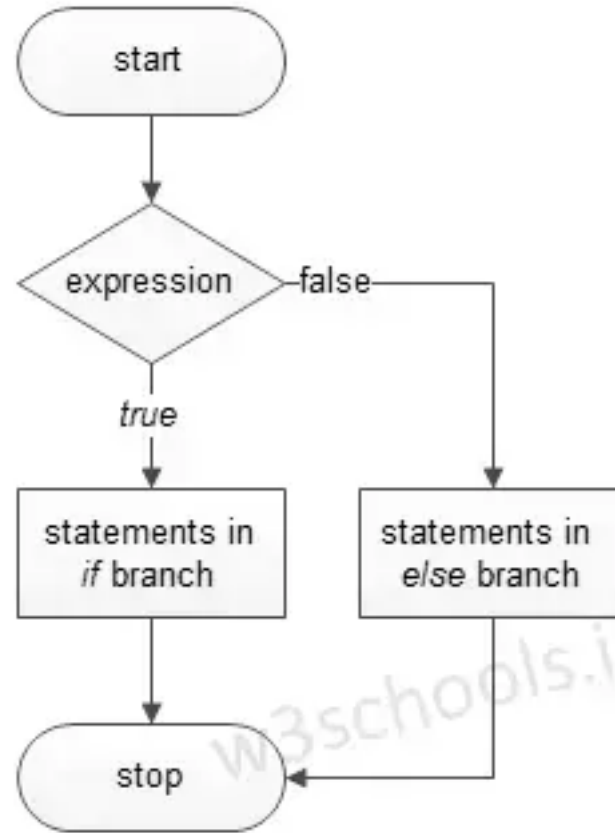 start
expression
false
true
statements in
if branch
statements in
else branch
w3schools.i
stop